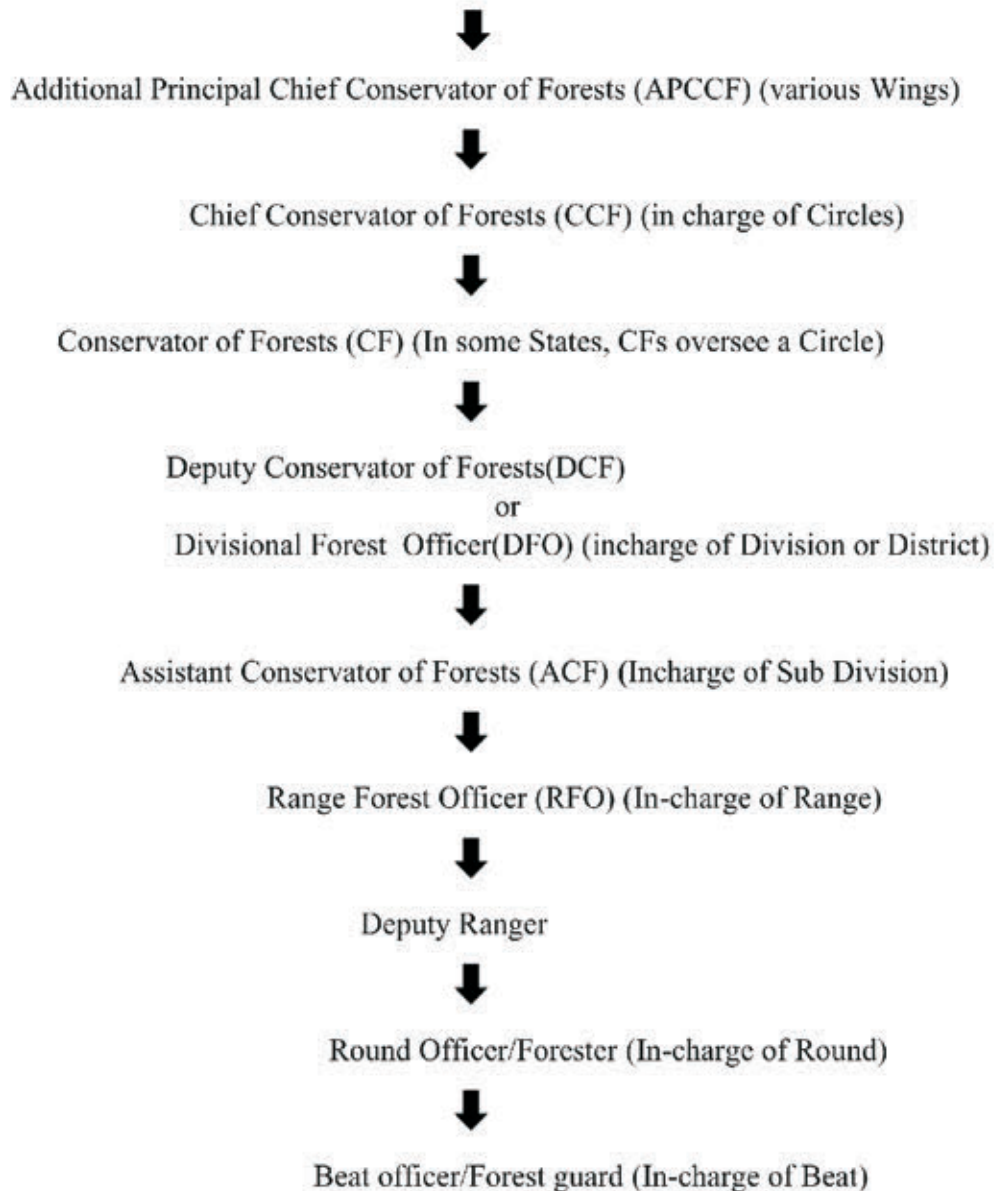 Additional Principal Chief Conservator of Forests (APCCF) (various Wings)
Chief Conservator of Forests (CCF) (in charge of Circles)
Conservator of Forests (CF) (In some States, CFs oversee a Circle)
Deputy Conservator of Forests(DCF)
or
Divisional Forest Officer(DFO) (incharge of Division or District)
Assistant Conservator of Forests (ACF) (Incharge of Sub Division)
Range Forest Officer (RFO) (In-charge of Range)
Deputy Ranger
Round Officer/Forester (In-charge of Round)
Beat officer/Forest guard (In-charge of Beat)